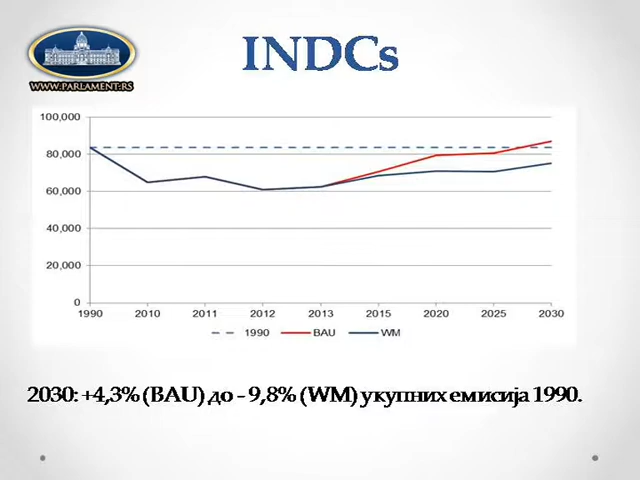 INDCs
WWW.PARLAMENT.RS
100,000
80,000
60,000
40,000
20,000
0
1990 2010 2011 2012 2013 2015 2020 2025 2030
1990 BAU WM
2030: +4,3% (BAU) до - 9,8% (WM) укупних емисија 1990.